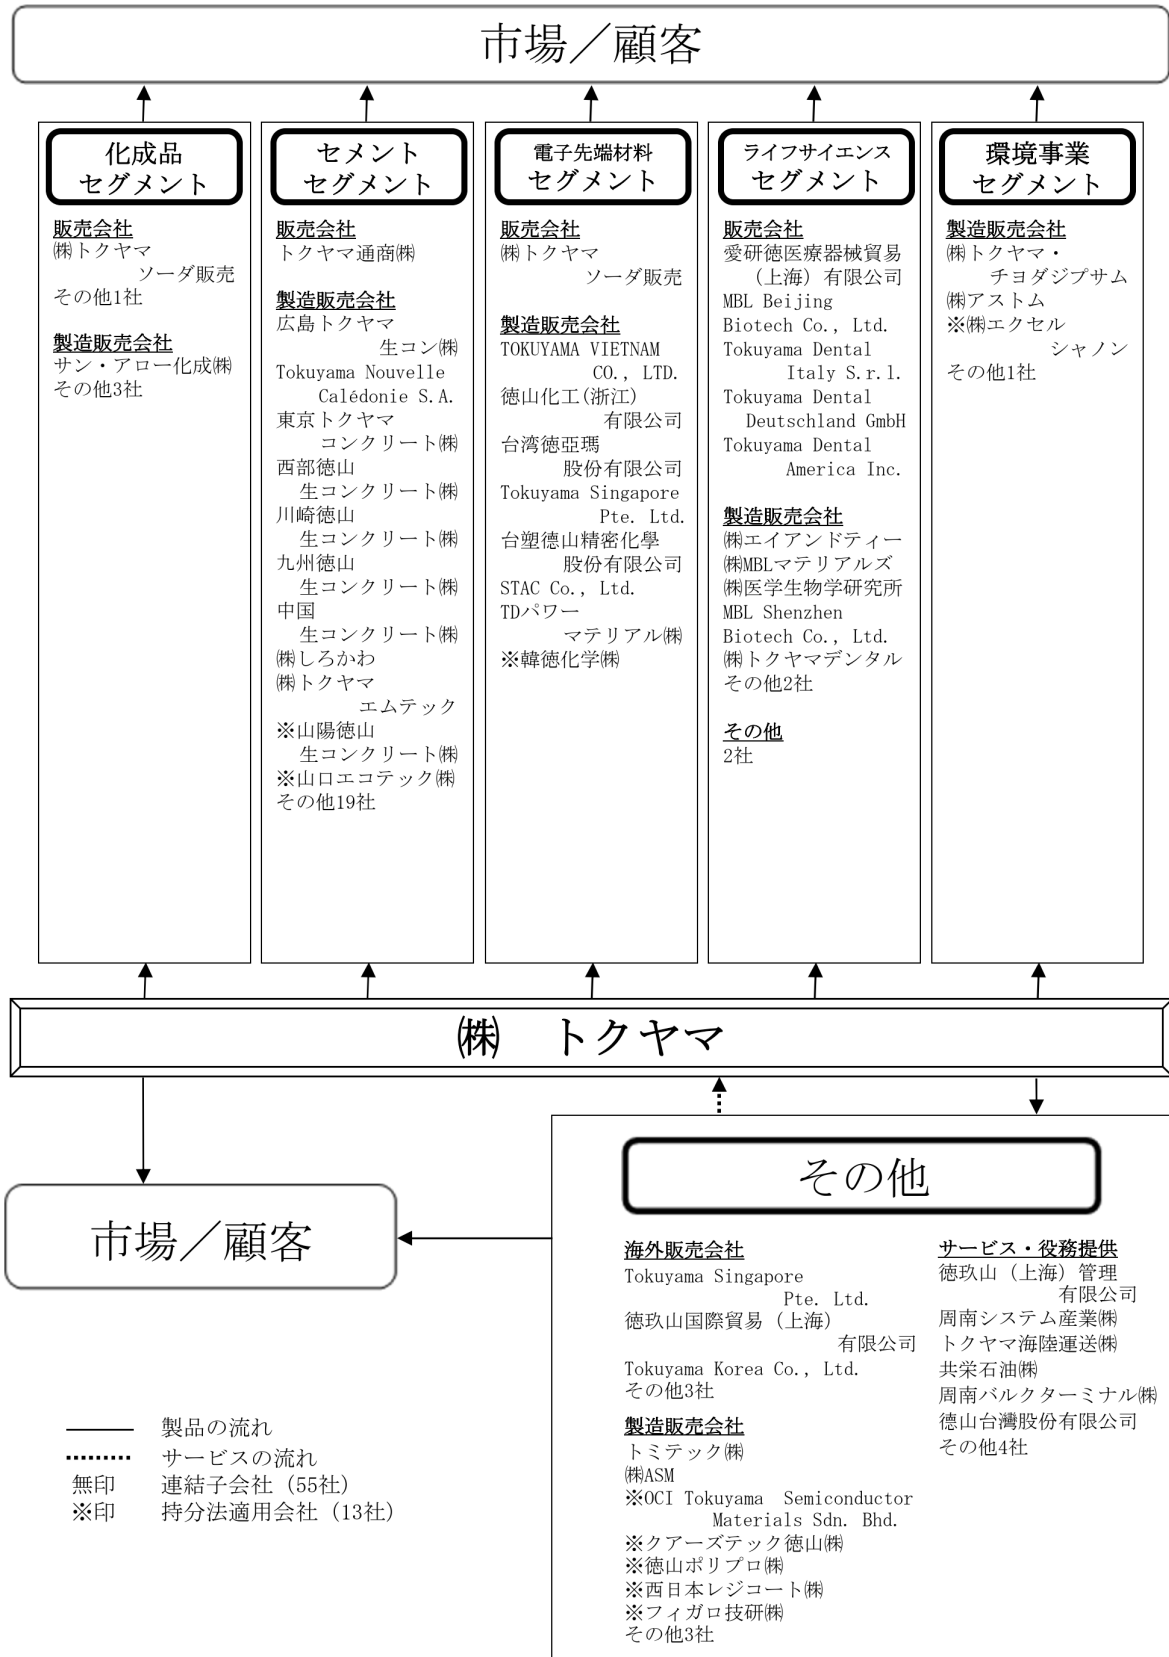 市場／顧客
化成品
セグメント
販売会社
㈱トクヤマ
ソーダ販売
その他1社
製造販売会社
サン・アロー化成㈱
その他3社
セメント
セグメント
販売会社
トクヤマ通商㈱
製造販売会社
広島トクヤマ
生コン㈱
Tokuyama Nouvelle
Calédonie S.A.
東京トクヤマ
コンクリート㈱
西部徳山
生コンクリート㈱
川崎徳山
生コンクリート㈱
九州徳山
生コンクリート㈱
中国
生コンクリート㈱
㈱しろかわ
㈱トクヤマ
エムテック
※山陽徳山
生コンクリート㈱
※山口エコテック㈱
その他19社
電子先端材料
セグメント
販売会社
㈱トクヤマ
ソーダ販売
製造販売会社
TOKUYAMA VIETNAM
CO., LTD.
徳山化工(浙江)
有限公司
台湾徳亞瑪
股份有限公司
Tokuyama Singapore
Pte. Ltd.
台塑德山精密化學
股份有限公司
STAC Co., Ltd.
TDパワー
マテリアル㈱
※韓徳化学㈱
ライフサイエンス
セグメント
販売会社
愛研徳医療器械貿易
（上海）有限公司
MBL Beijing
Biotech Co., Ltd.
Tokuyama Dental
Italy S.r.l.
Tokuyama Dental
Deutschland GmbH
Tokuyama Dental
America Inc.
製造販売会社
㈱エイアンドティー
㈱MBLマテリアルズ
㈱医学生物学研究所
MBL Shenzhen
Biotech Co., Ltd.
㈱トクヤマデンタル
その他2社
その他
2社
環境事業
セグメント
製造販売会社
㈱トクヤマ・
チヨダジプサム
㈱アストム
※㈱エクセル
シャノン
その他1社
㈱　トクヤマ
市場／顧客
その他
海外販売会社
Tokuyama Singapore
Pte. Ltd.
徳玖山国際貿易（上海）
有限公司
Tokuyama Korea Co., Ltd.
その他3社
製造販売会社
トミテック㈱
㈱ASM
※OCI Tokuyama Semiconductor
Materials Sdn. Bhd.
※クアーズテック徳山㈱
※徳山ポリプロ㈱
※西日本レジコート㈱
※フィガロ技研㈱
その他3社
サービス・役務提供
徳玖山（上海）管理
有限公司
周南システム産業㈱
トクヤマ海陸運送㈱
共栄石油㈱
周南バルクターミナル㈱
德山台灣股份有限公司
その他4社
製品の流れ
サービスの流れ
無印　連結子会社（55社）
※印　持分法適用会社（13社）